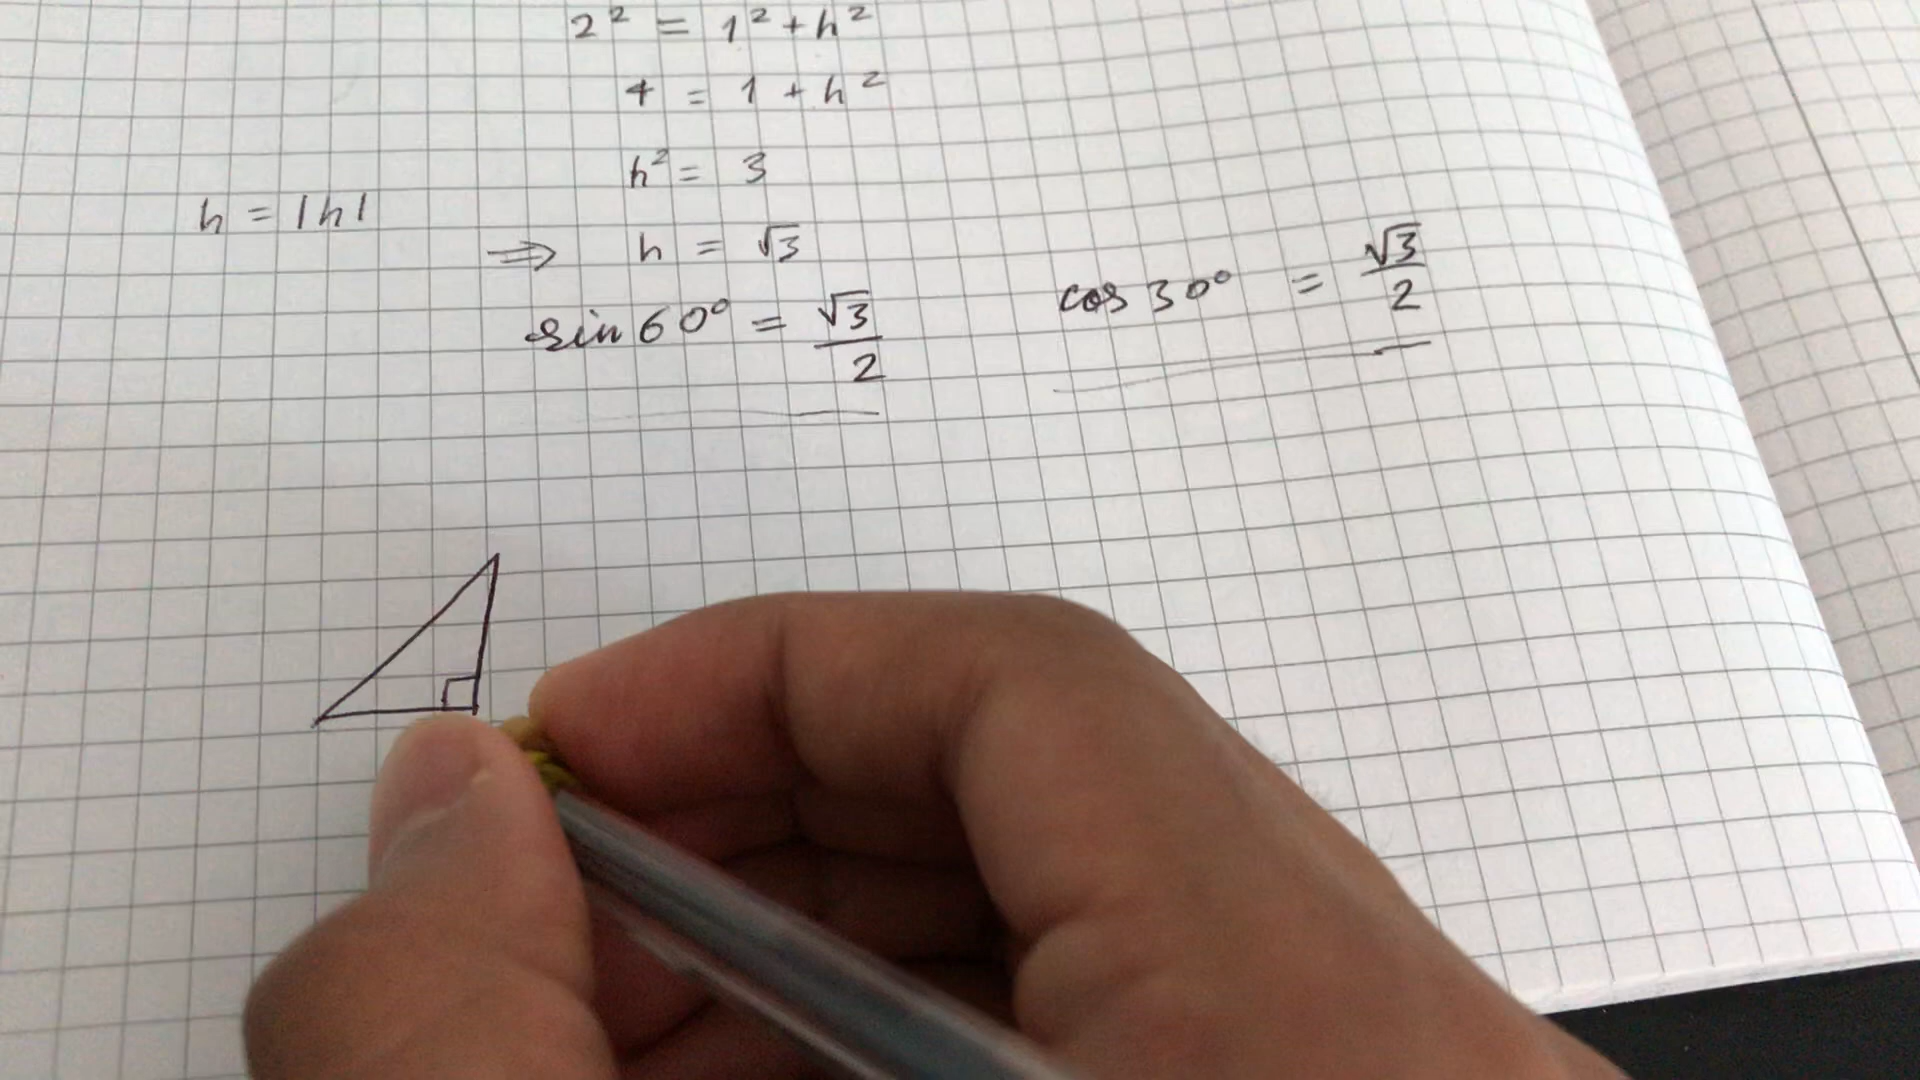 2² = 1² + h²
4 = 1 + h²
h² = 3
h = |h|
⇒ h = √3
sin 60° = √3/2
cos 30° = √3/2